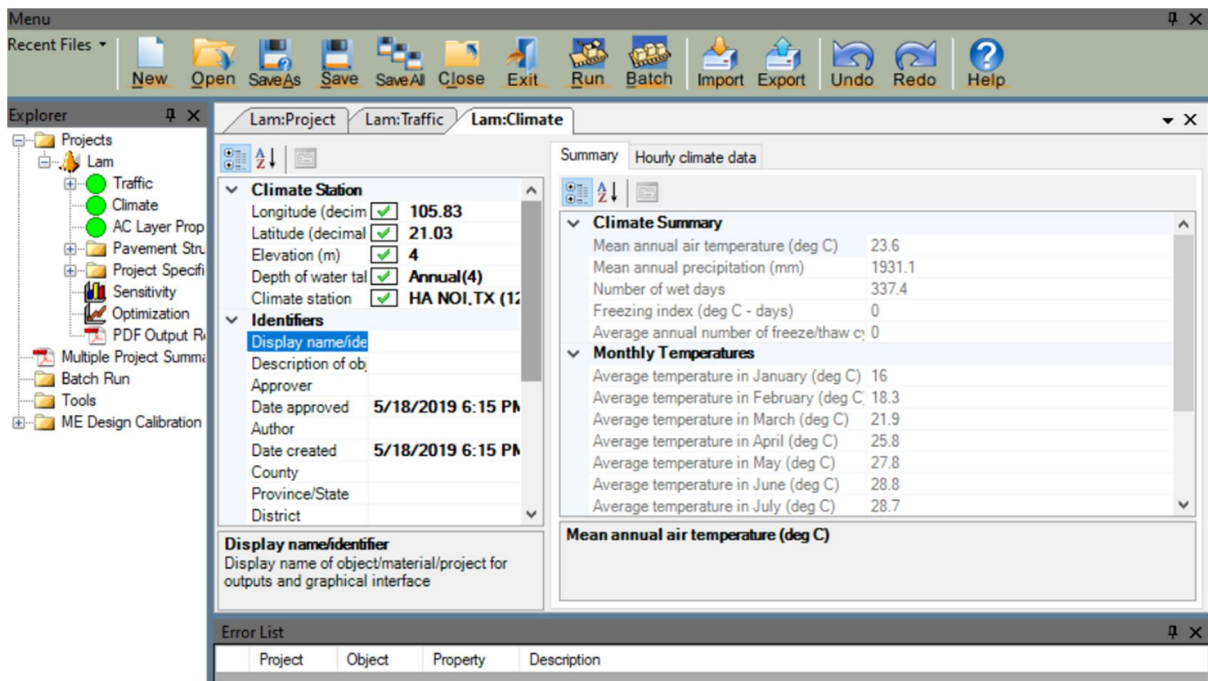 Menu
Recent Files
New Open SaveAs Save SaveAll Close Exit Run Batch Import Export Undo Redo Help
Explorer
Projects
Lam
Traffic
Climate
AC Layer Prop
Pavement Stru
Project Specifi
Sensitivity
Optimization
PDF Output R
Multiple Project Summa
Batch Run
Tools
ME Design Calibration
Lam:Project Lam:Traffic Lam:Climate
Climate Station
Longitude (decim 105.83
Latitude (decimal 21.03
Elevation (m) 4
Depth of water tal Annual(4)
Climate station HA NOI,TX (12
Identifiers
Display name/ide
Description of obj
Approver
Date approved 5/18/2019 6:15 PM
Author
Date created 5/18/2019 6:15 PM
County
Province/State
District
Display name/identifier
Display name of object/material/project for
outputs and graphical interface
Summary Hourly climate data
Climate Summary
Mean annual air temperature (deg C) 23.6
Mean annual precipitation (mm) 1931.1
Number of wet days 337.4
Freezing index (deg C - days) 0
Average annual number of freeze/thaw cy 0
Monthly Temperatures
Average temperature in January (deg C) 16
Average temperature in February (deg C 18.3
Average temperature in March (deg C) 21.9
Average temperature in April (deg C) 25.8
Average temperature in May (deg C) 27.8
Average temperature in June (deg C) 28.8
Average temperature in July (deg C) 28.7
Mean annual air temperature (deg C)
Error List
Project Object Property Description